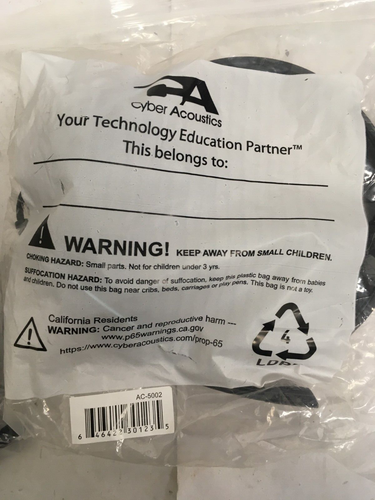 cyber Acoustics
Your Technology Education Partner™
This belongs to:
WARNING! KEEP AWAY FROM SMALL CHILDREN.
CHOKING HAZARD: Small parts. Not for children under 3 yrs.
SUFFOCATION HAZARD: To avoid danger of suffocation, keep this plastic bag away from babies
and children. Do not use this bag near cribs, beds, carriages or play pens. This bag is not a toy.
California Residents
WARNING: Cancer and reproductive harm —
www.p65warnings.ca.gov
https://www.cyberacoustics.com/prop-65
4
AC-5002